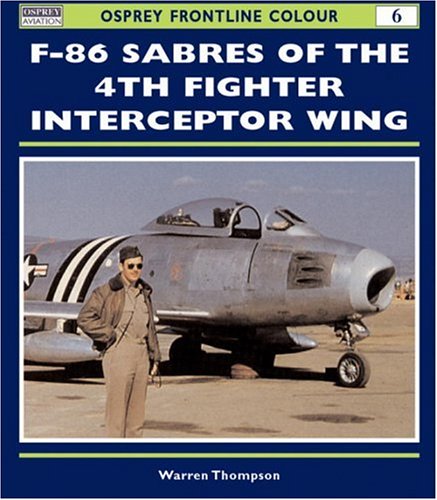 OSPREY
AVIATION
OSPREY FRONTLINE COLOUR
6
F-86 SABRES OF THE
4TH FIGHTER
INTERCEPTOR WING
Warren Thompson